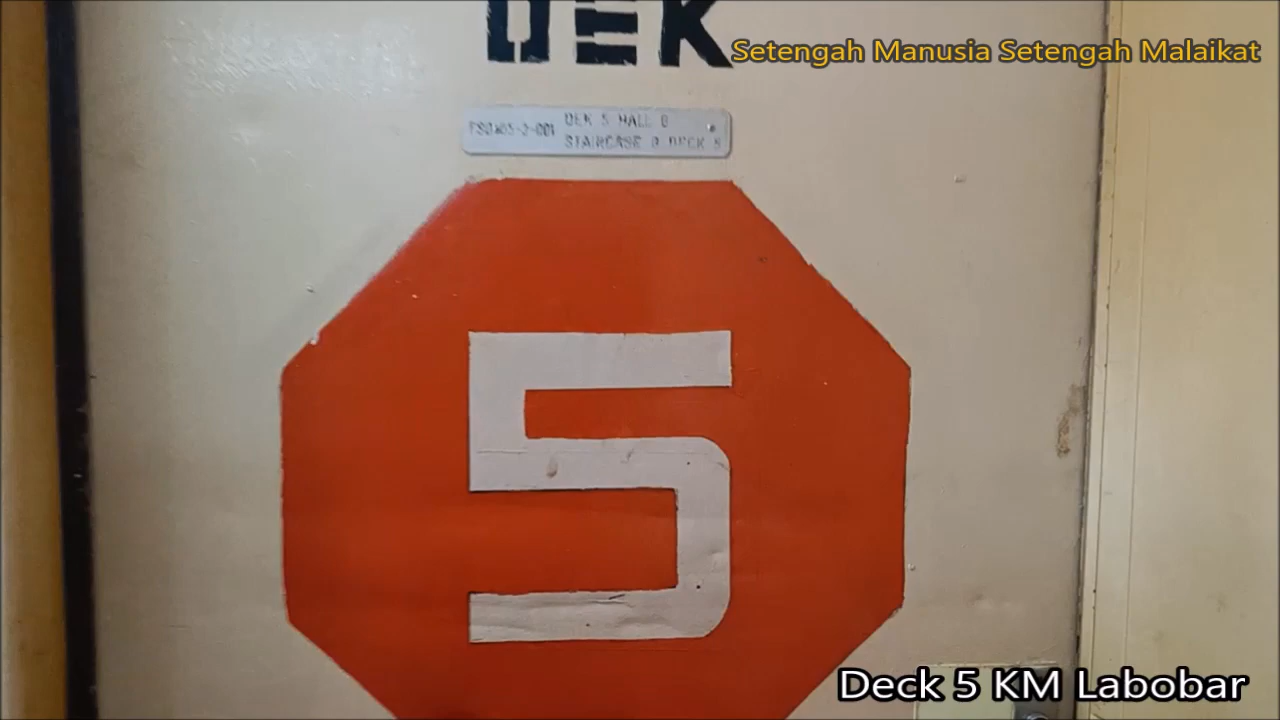 DEK
Setengah Manusia Setengah Malaikat
DEK 5 HALL
STAIRCASE DECK 5
5
Deck 5 KM Labobar